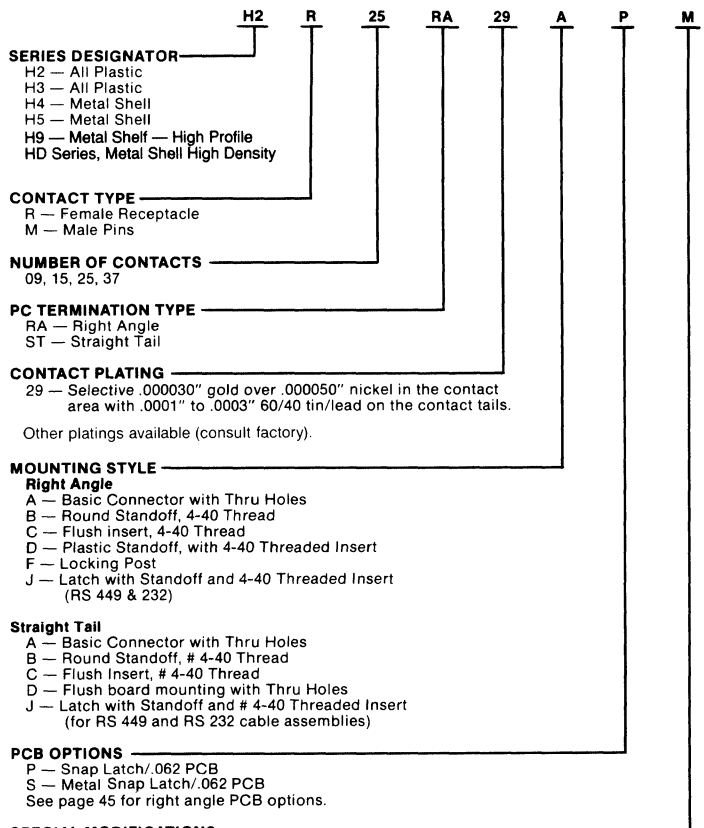 H2 R 25 RA 29 A P M
SERIES DESIGNATOR
H2 — All Plastic
H3 — All Plastic
H4 — Metal Shell
H5 — Metal Shell
H9 — Metal Shelf — High Profile
HD Series, Metal Shell High Density
CONTACT TYPE
R — Female Receptacle
M — Male Pins
NUMBER OF CONTACTS
09, 15, 25, 37
PC TERMINATION TYPE
RA — Right Angle
ST — Straight Tail
CONTACT PLATING
29 — Selective .000030" gold over .000050" nickel in the contact
area with .0001" to .0003" 60/40 tin/lead on the contact tails.
Other platings available (consult factory).
MOUNTING STYLE
Right Angle
A — Basic Connector with Thru Holes
B — Round Standoff, 4-40 Thread
C — Flush insert, 4-40 Thread
D — Plastic Standoff, with 4-40 Threaded Insert
F — Locking Post
J — Latch with Standoff and 4-40 Threaded Insert
(RS 449 & 232)
Straight Tail
A — Basic Connector with Thru Holes
B — Round Standoff, # 4-40 Thread
C — Flush Insert, # 4-40 Thread
D — Flush board mounting with Thru Holes
J — Latch with Standoff and # 4-40 Threaded Insert
(for RS 449 and RS 232 cable assemblies)
PCB OPTIONS
P — Snap Latch/.062 PCB
S — Metal Snap Latch/.062 PCB
See page 45 for right angle PCB options.
SPECIAL MODIFICATIONS